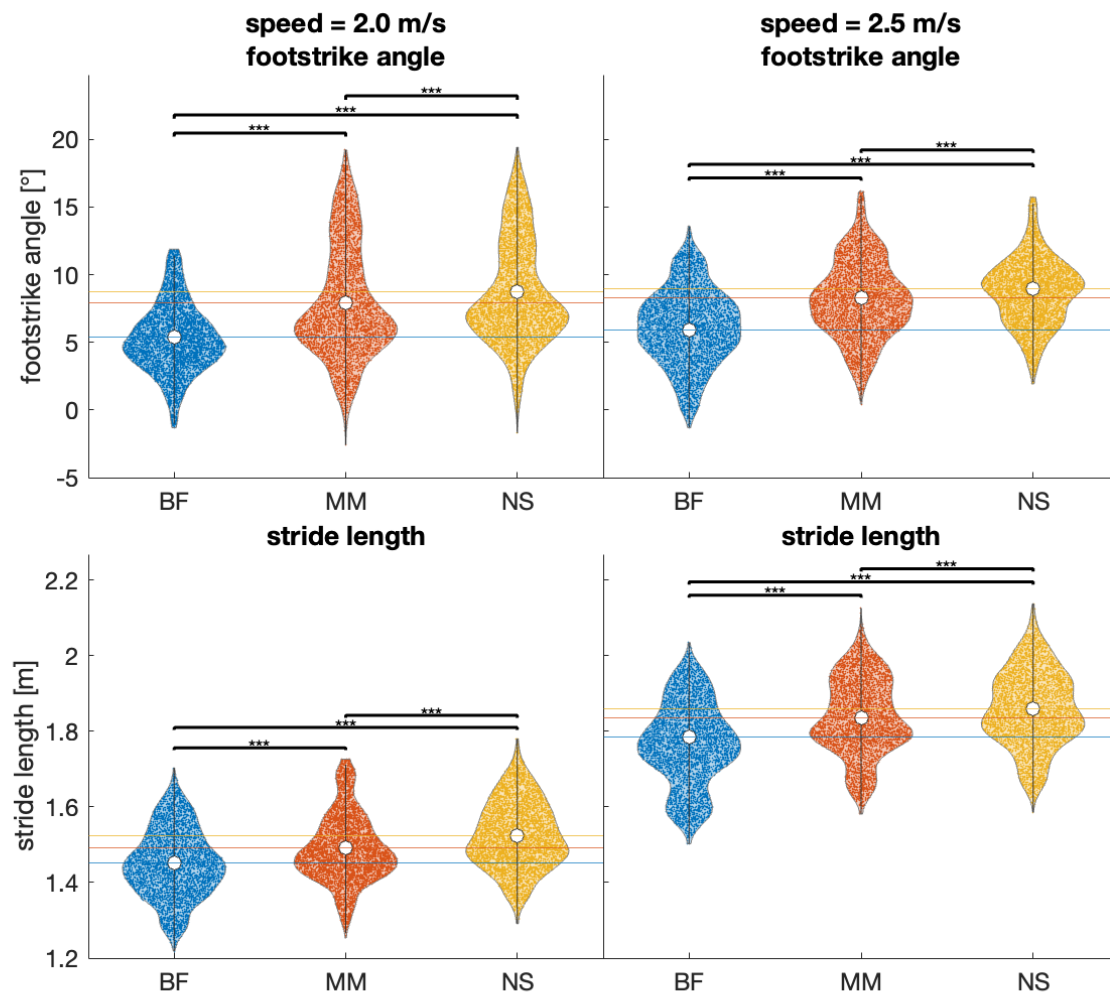 speed = 2.0 m/s
footstrike angle
speed = 2.5 m/s
footstrike angle
***
***
***
***
***
***
footstrike angle [°]
20
15
10
5
0
-5
BF
MM
NS
BF
MM
NS
stride length
stride length
***
***
***
***
***
***
stride length [m]
2.2
2
1.8
1.6
1.4
1.2
BF
MM
NS
BF
MM
NS